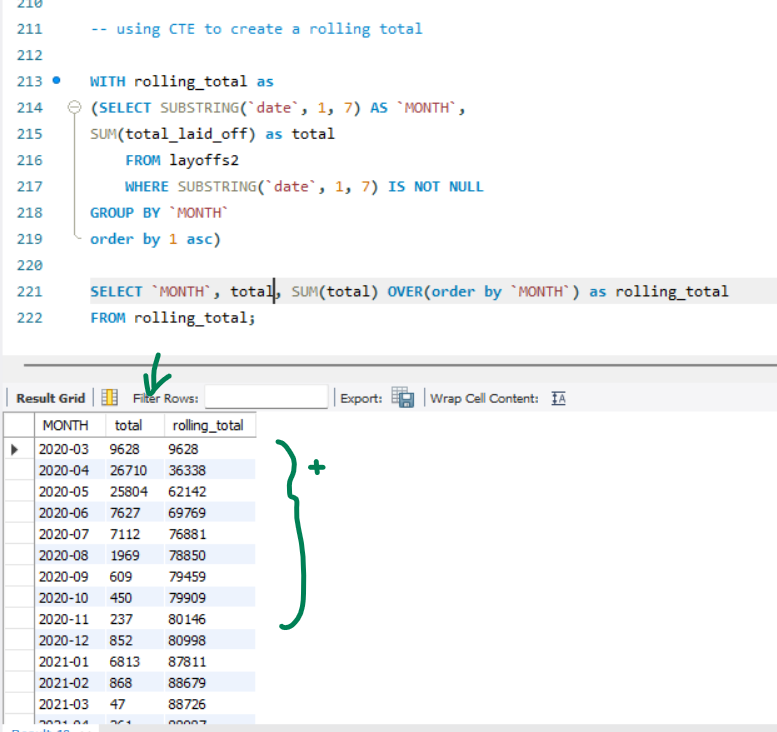 210
211 -- using CTE to create a rolling total
212
213 WITH rolling_total as
214 (SELECT SUBSTRING(`date`, 1, 7) AS `MONTH`,
215 SUM(total_laid_off) as total
216 FROM layoffs2
217 WHERE SUBSTRING(`date`, 1, 7) IS NOT NULL
218 GROUP BY `MONTH`
219 order by 1 asc)
220
221 SELECT `MONTH`, total, SUM(total) OVER(order by `MONTH`) as rolling_total
222 FROM rolling_total;
Result Grid Filter Rows: Export: Wrap Cell Content: IA
MONTH total rolling_total
2020-03 9628 9628
2020-04 26710 36338
2020-05 25804 62142
2020-06 7627 69769
2020-07 7112 76881
2020-08 1969 78850
2020-09 609 79459
2020-10 450 79909
2020-11 237 80146
2020-12 852 80998
2021-01 6813 87811
2021-02 868 88679
2021-03 47 88726
+